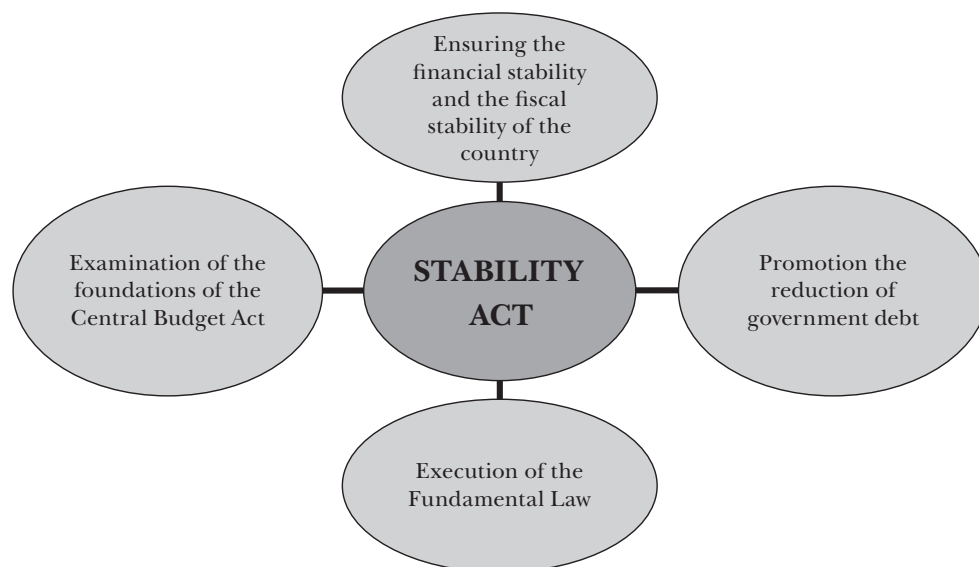 Ensuring the
financial stability
and the fiscal
stability of the
country
Examination of the
foundations of the
Central Budget Act
STABILITY
ACT
Promotion the
reduction of
government debt
Execution of the
Fundamental Law